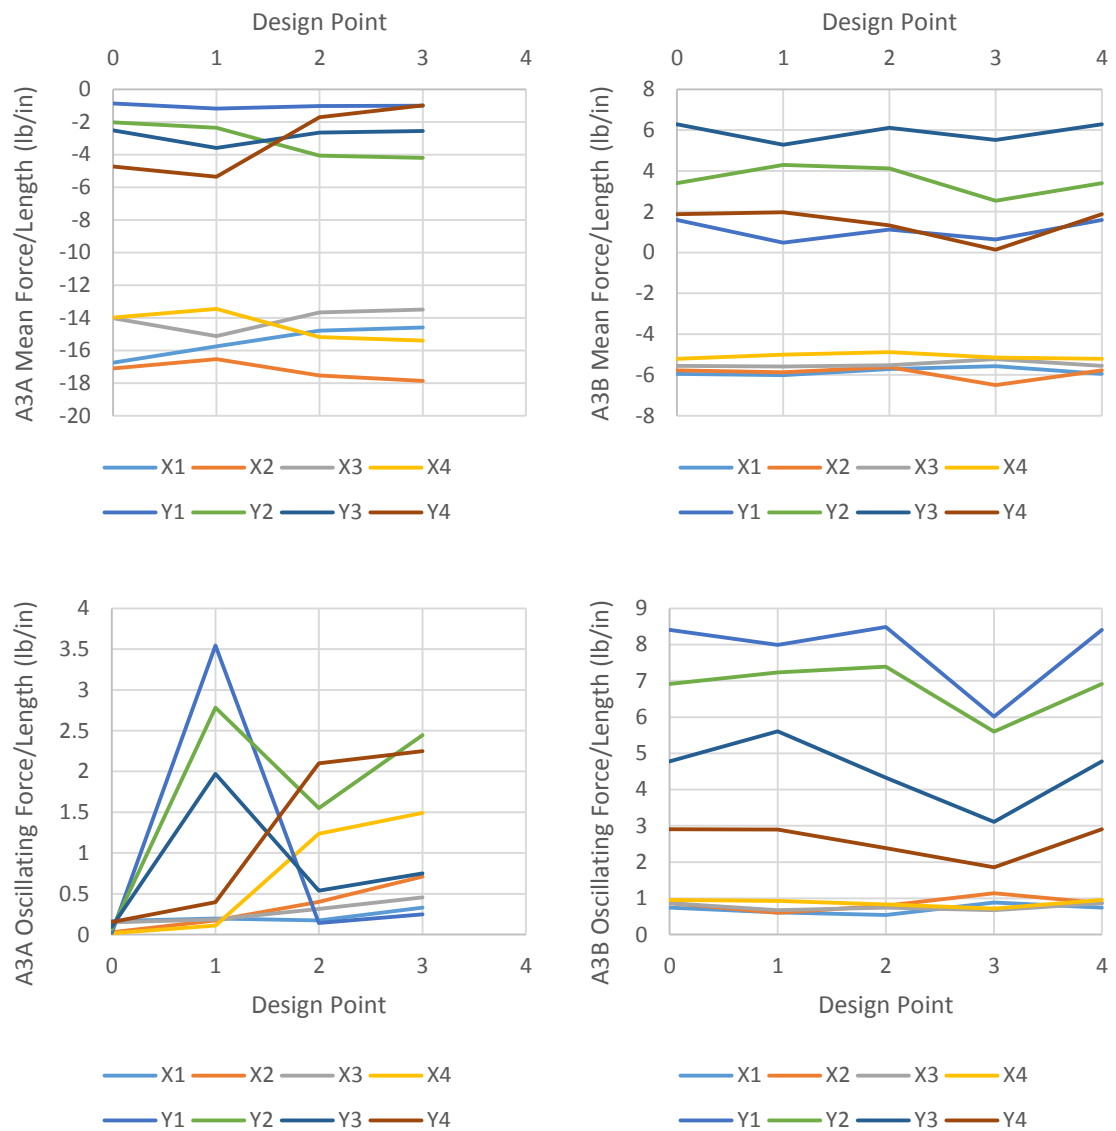 Design Point
0 1 2 3 4
0
-2
-4
-6
-8
-10
-12
-14
-16
-18
-20
A3A Mean Force/Length (lb/in)
X1 X2 X3 X4
Y1 Y2 Y3 Y4
Design Point
0 1 2 3 4
8
6
4
2
0
-2
-4
-6
-8
A3B Mean Force/Length (lb/in)
X1 X2 X3 X4
Y1 Y2 Y3 Y4
4
3.5
3
2.5
2
1.5
1
0.5
0
A3A Oscillating Force/Length (lb/in)
0 1 2 3 4
Design Point
X1 X2 X3 X4
Y1 Y2 Y3 Y4
9
8
7
6
5
4
3
2
1
0
A3B Oscillating Force/Length (lb/in)
0 1 2 3 4
Design Point
X1 X2 X3 X4
Y1 Y2 Y3 Y4